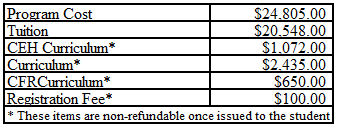 Program Cost $24.805.00
Tuition $20.548.00
CEH Curriculum* $1.072.00
Curriculum* $2.435.00
CFRCurriculum* $650.00
Registration Fee* $100.00
* These items are non-refundable once issued to the student